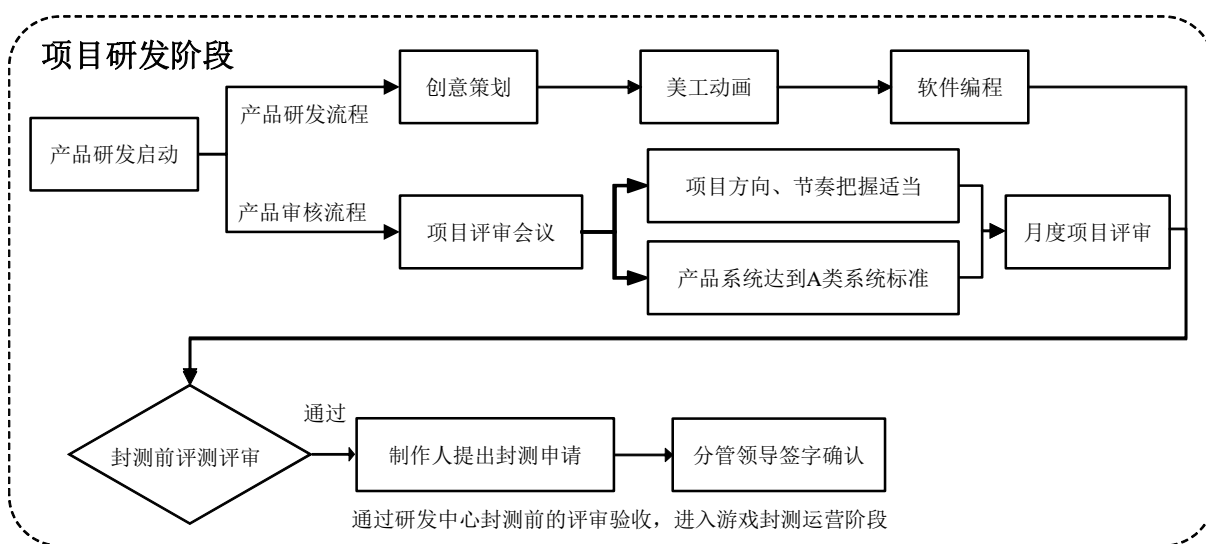 项目研发阶段
创意策划
美工动画
软件编程
产品研发流程
产品研发启动
项目方向、节奏把握适当
产品审核流程
项目评审会议
月度项目评审
产品系统达到A类系统标准
通过
封测前评测评审
制作人提出封测申请
分管领导签字确认
通过研发中心封测前的评审验收，进入游戏封测运营阶段